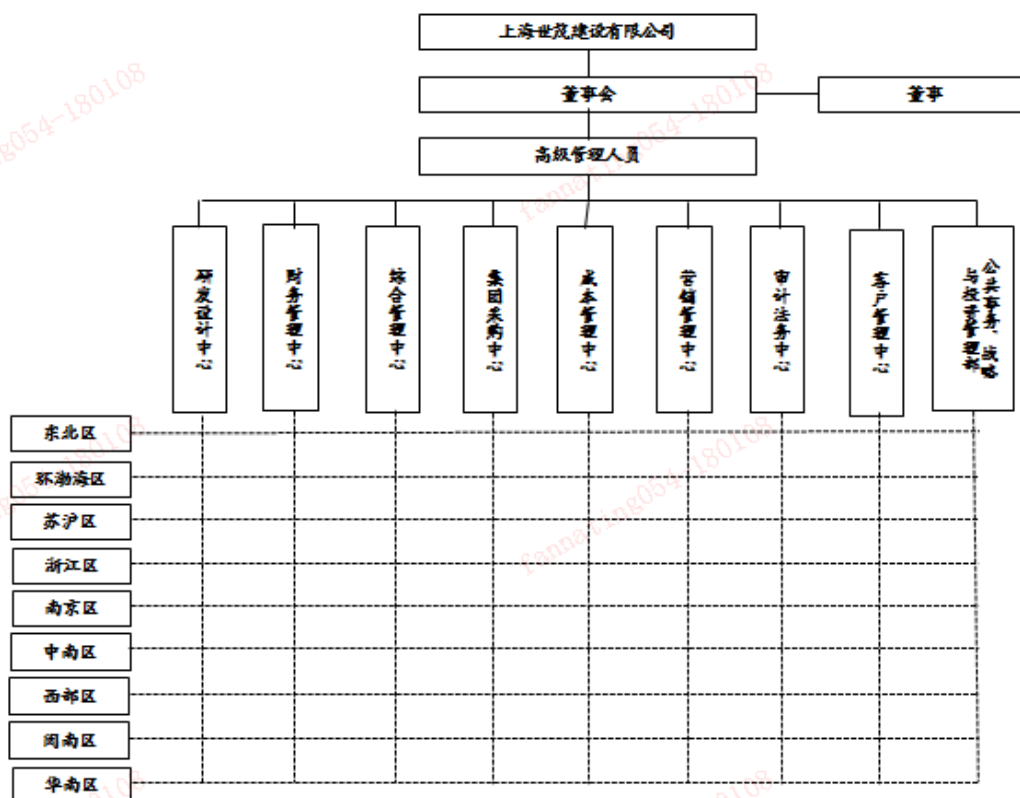 上海世茂建设有限公司
董事会
董事
高级管理人员
研发设计中心
财务管理中心
综合管理中心
集团采购中心
成本管理中心
营销管理中心
审计法务中心
客户管理中心
公共事务、战略
与投资管理部
东北区
环渤海区
苏沪区
浙江区
南京区
中南区
西部区
闽南区
华南区
fannating054-180108